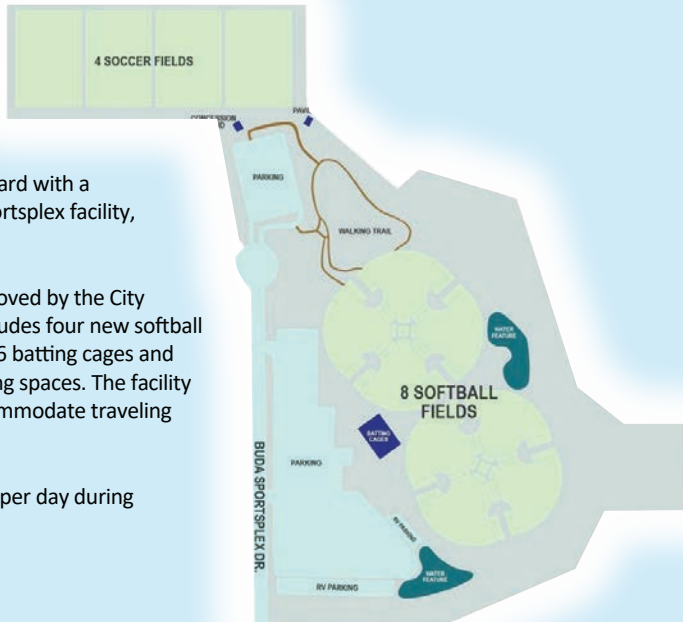 4 SOCCER FIELDS
CONCESSION
PARKING
WALKING TRAIL
ard with a
rtsplex facility,
oved by the City
udes four new softball
6 batting cages and
ng spaces. The facility
mmodate traveling
per day during
WATER
FEATURE
8 SOFTBALL
FIELDS
BATTING
CAGES
BUDA SPORTSPLEX DR.
PARKING
RV PARKING
WATER
FEATURE
RV PARKING